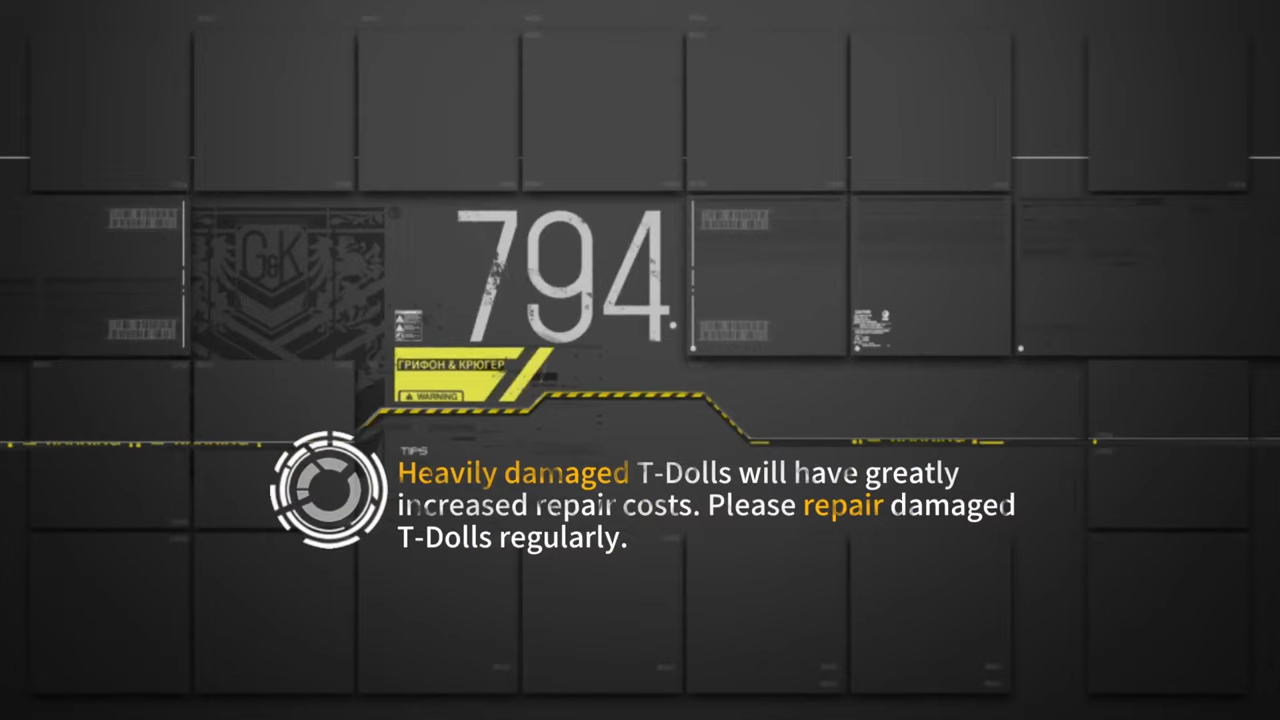 G&K
794.
ГРИФОН & КРЮГЕР
WARNING
TIPS
Heavily damaged T-Dolls will have greatly
increased repair costs. Please repair damaged
T-Dolls regularly.